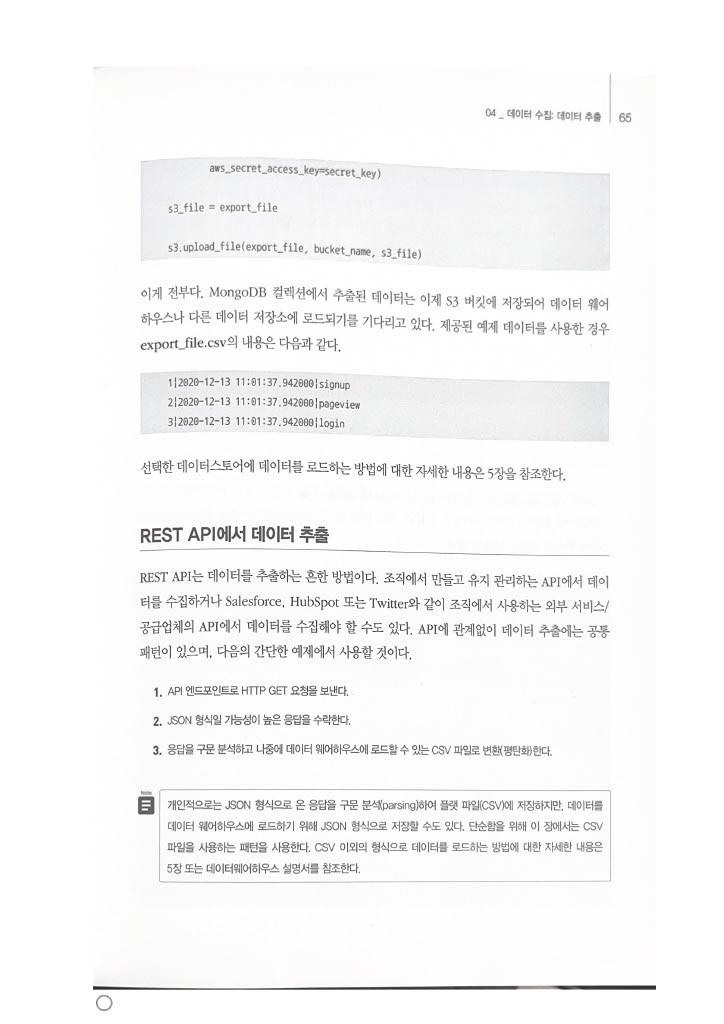 04 _ 데이터 수집: 데이터 추출 65
aws_secret_access_key=secret_key)
s3_file = export_file
s3.upload_file(export_file, bucket_name, s3_file)
이게 전부다. MongoDB 컬렉션에서 추출된 데이터는 이제 S3 버킷에 저장되어 데이터 웨어
하우스나 다른 데이터 저장소에 로드되기를 기다리고 있다. 제공된 예제 데이터를 사용한 경우
export_file.csv의 내용은 다음과 같다.
1|2020-12-13 11:01:37.942000|signup
2|2020-12-13 11:01:37.942000|pageview
3|2020-12-13 11:01:37.942000|login
선택한 데이터스토어에 데이터를 로드하는 방법에 대한 자세한 내용은 5장을 참조한다.
REST API에서 데이터 추출
REST API는 데이터를 추출하는 흔한 방법이다. 조직에서 만들고 유지 관리하는 API에서 데이
터를 수집하거나 Salesforce, HubSpot 또는 Twitter와 같이 조직에서 사용하는 외부 서비스/
공급업체의 API에서 데이터를 수집해야 할 수도 있다. API에 관계없이 데이터 추출에는 공통
패턴이 있으며, 다음의 간단한 예제에서 사용할 것이다.
1. API 엔드포인트로 HTTP GET 요청을 보낸다.
2. JSON 형식일 가능성이 높은 응답을 수락한다.
3. 응답을 구문 분석하고 나중에 데이터 웨어하우스에 로드할 수 있는 CSV 파일로 변환(평탄화)한다.
Note
개인적으로는 JSON 형식으로 온 응답을 구문 분석(parsing)하여 플랫 파일(CSV)에 저장하지만, 데이터를
데이터 웨어하우스에 로드하기 위해 JSON 형식으로 저장할 수도 있다. 단순함을 위해 이 장에서는 CSV
파일을 사용하는 패턴을 사용한다. CSV 이외의 형식으로 데이터를 로드하는 방법에 대한 자세한 내용은
5장 또는 데이터웨어하우스 설명서를 참조한다.